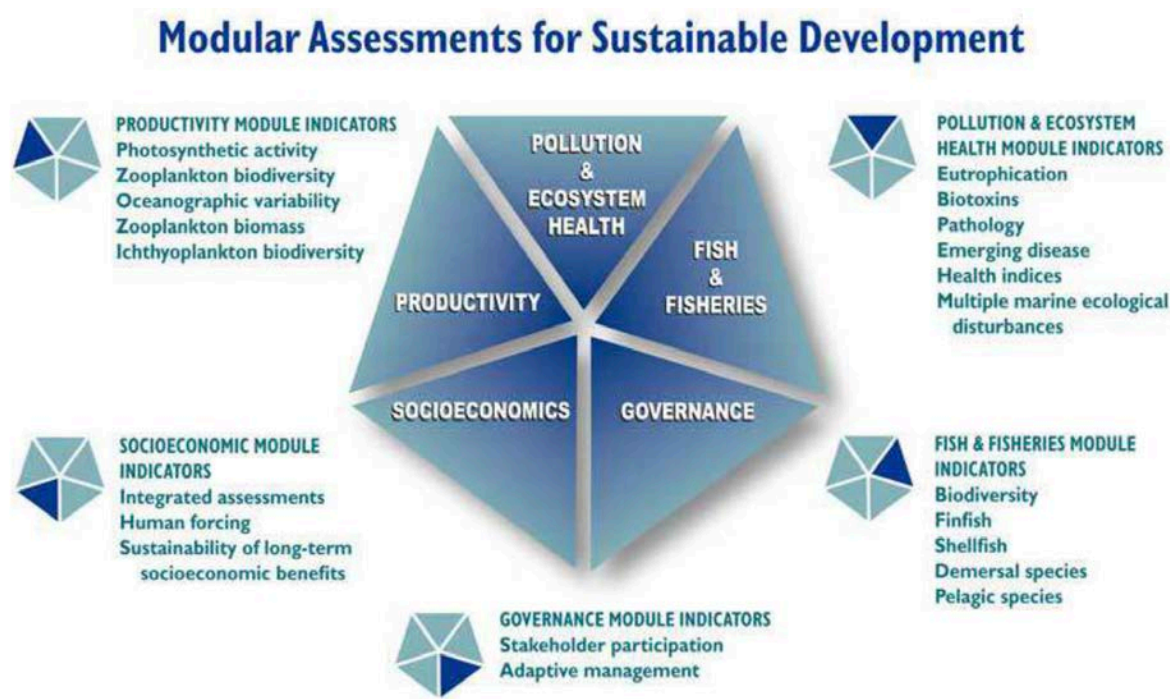 Modular Assessments for Sustainable Development
PRODUCTIVITY MODULE INDICATORS
Photosynthetic activity
Zooplankton biodiversity
Oceanographic variability
Zooplankton biomass
Ichthyoplankton biodiversity
POLLUTION
&
ECOSYSTEM
HEALTH
FISH
&
FISHERIES
PRODUCTIVITY
SOCIOECONOMICS
GOVERNANCE
POLLUTION & ECOSYSTEM
HEALTH MODULE INDICATORS
Eutrophication
Biotoxins
Pathology
Emerging disease
Health indices
Multiple marine ecological
disturbances
SOCIOECONOMIC MODULE
INDICATORS
Integrated assessments
Human forcing
Sustainability of long-term
socioeconomic benefits
FISH & FISHERIES MODULE
INDICATORS
Biodiversity
Finfish
Shellfish
Demersal species
Pelagic species
GOVERNANCE MODULE INDICATORS
Stakeholder participation
Adaptive management